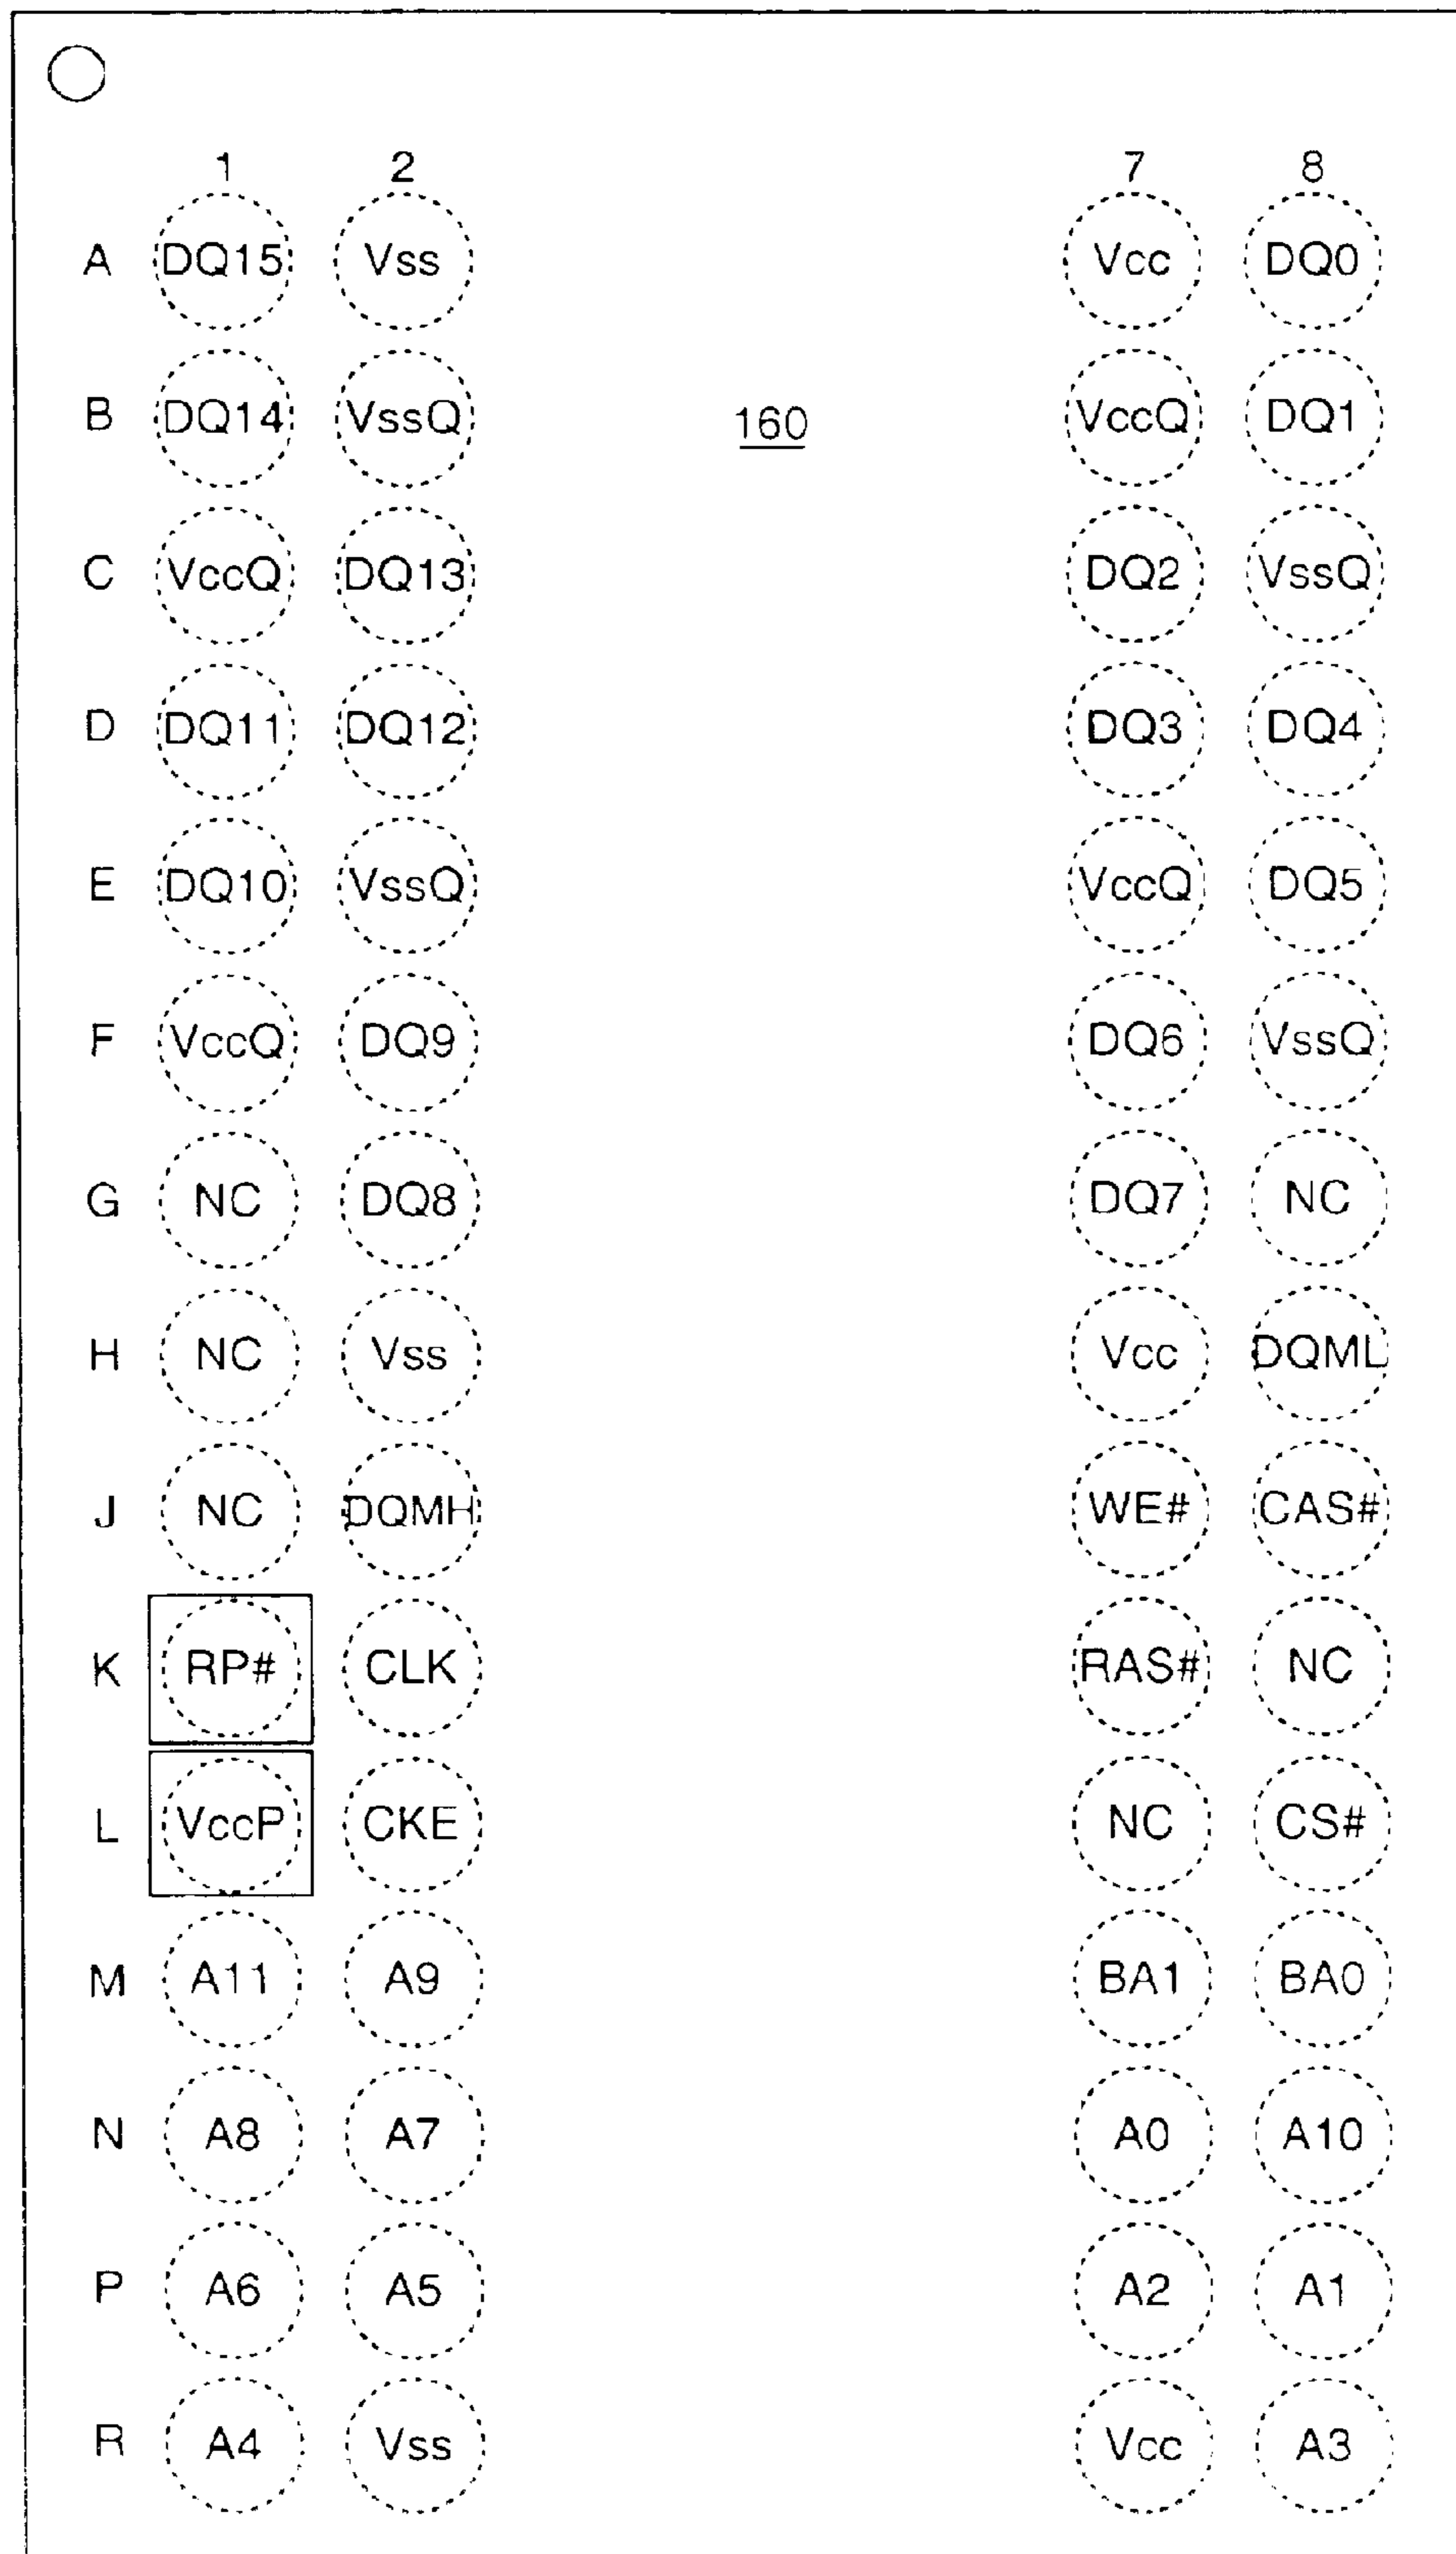 1 2 7 8
A DQ15 Vss Vcc DQ0
B DQ14 VssQ 160 VccQ DQ1
C VccQ DQ13 DQ2 VssQ
D DQ11 DQ12 DQ3 DQ4
E DQ10 VssQ VccQ DQ5
F VccQ DQ9 DQ6 VssQ
G NC DQ8 DQ7 NC
H NC Vss Vcc DQML
J NC DQMH WE# CAS#
K RP# CLK RAS# NC
L VccP CKE NC CS#
M A11 A9 BA1 BA0
N A8 A7 A0 A10
P A6 A5 A2 A1
R A4 Vss Vcc A3